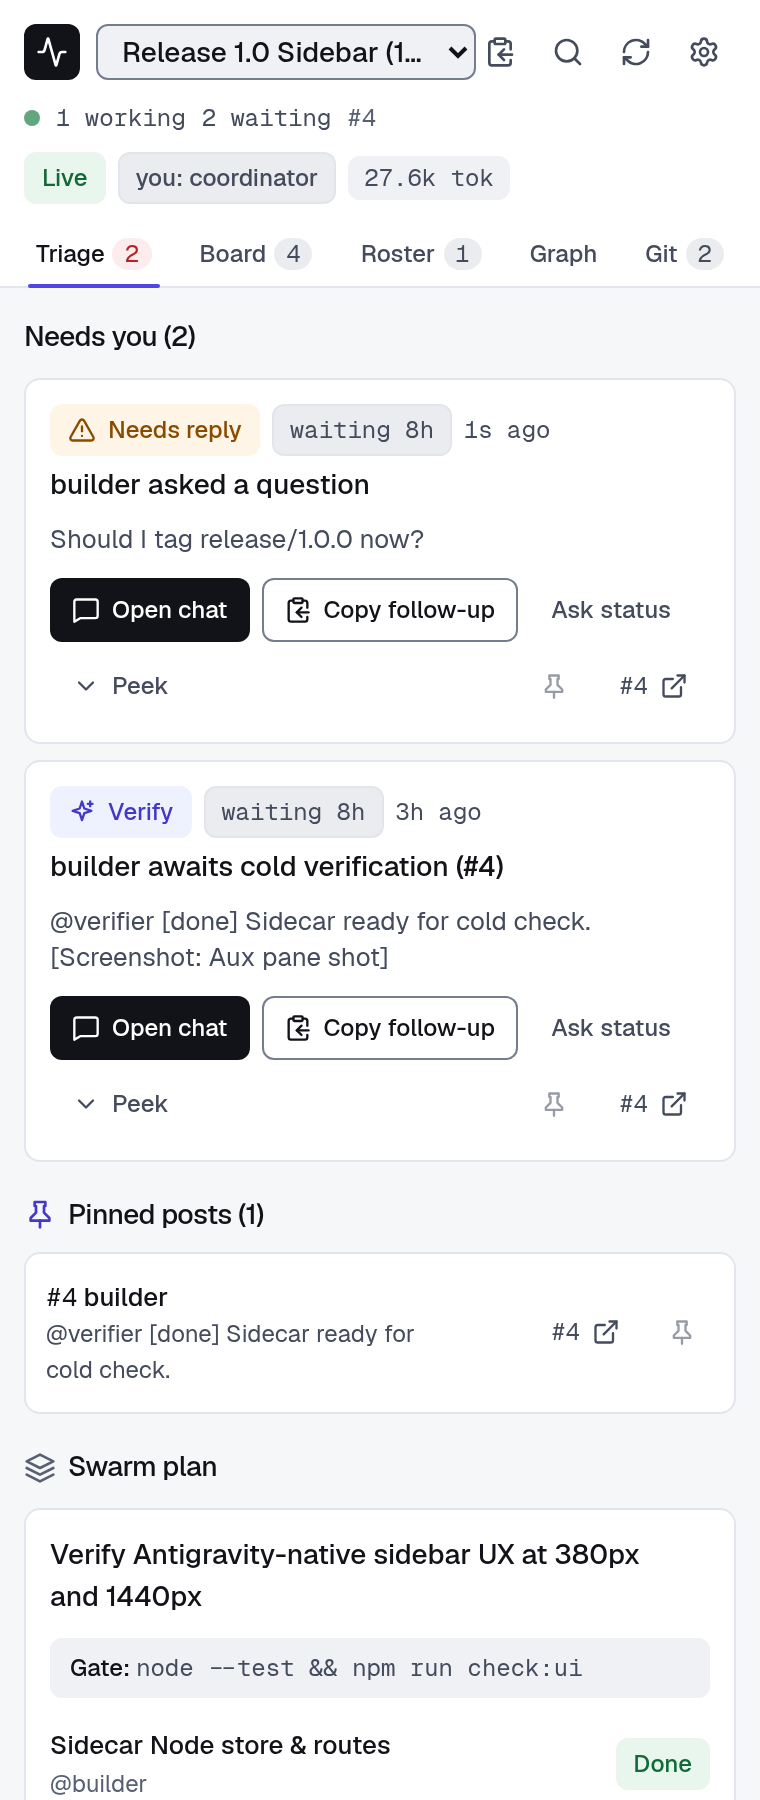 Release 1.0 Sidebar (1...
1 working 2 waiting #4
Live you: coordinator 27.6k tok
Triage 2 Board 4 Roster 1 Graph Git 2
Needs you (2)
Needs reply waiting 8h 1s ago
builder asked a question
Should I tag release/1.0.0 now?
Open chat Copy follow-up Ask status
Peek #4
Verify waiting 8h 3h ago
builder awaits cold verification (#4)
@verifier [done] Sidecar ready for cold check.
[Screenshot: Aux pane shot]
Open chat Copy follow-up Ask status
Peek #4
Pinned posts (1)
#4 builder
@verifier [done] Sidecar ready for
cold check.
#4
Swarm plan
Verify Antigravity-native sidebar UX at 380px
and 1440px
Gate: node --test && npm run check:ui
Sidecar Node store & routes
@builder
Done